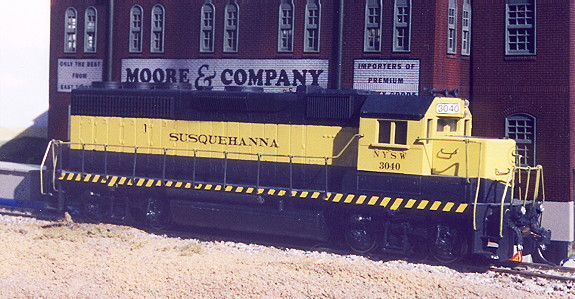 ONLY THE BEST
FROM
MOORE & COMPANY
IMPORTERS OF
PREMIUM
3040
SUSQUEHANNA
NYSW
3040